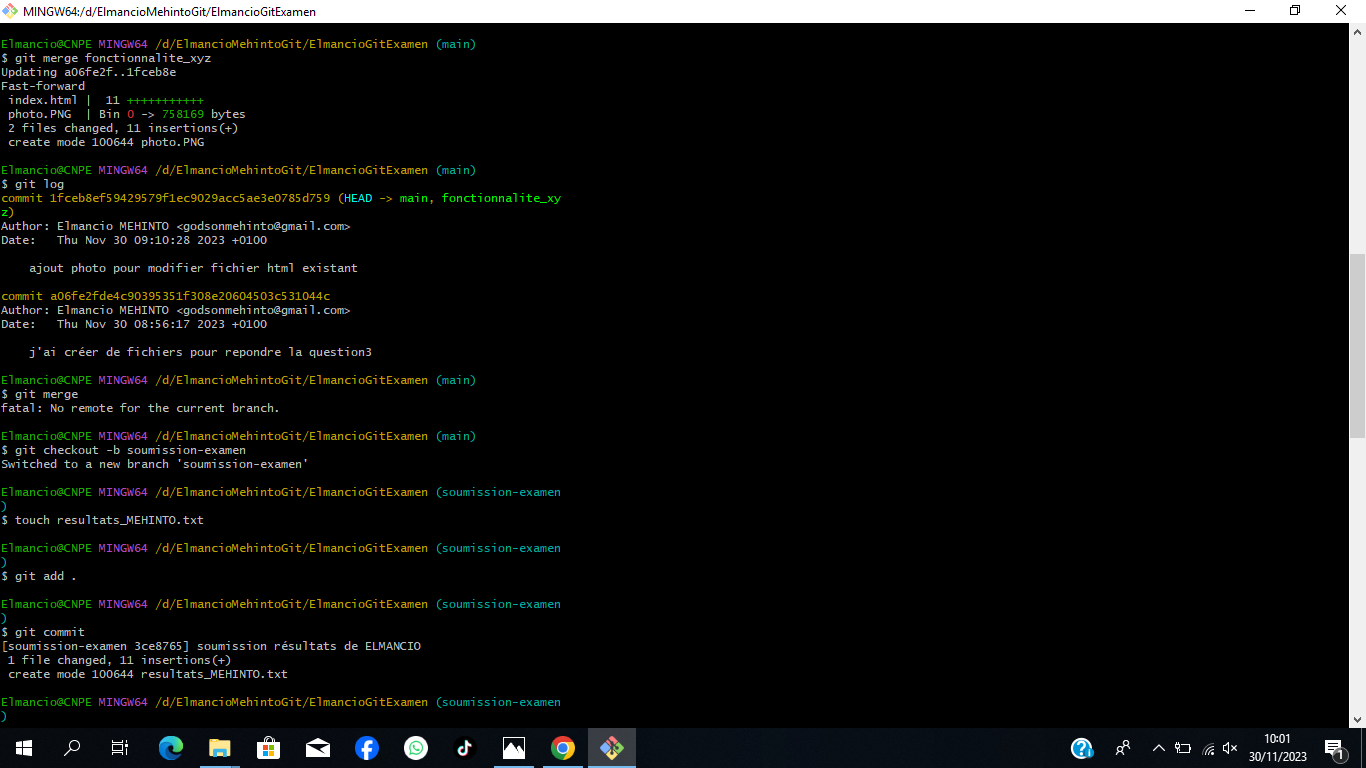 MINGW64:/d/ElmancioMehintoGit/ElmancioGitExamen
Elmancio@CNPE MINGW64 /d/ElmancioMehintoGit/ElmancioGitExamen (main)
$ git merge fonctionnalite_xyz
Updating a06fe2f..1fceb8e
Fast-forward
 index.html |  11 +++++++++++
 photo.PNG  | Bin 0 -> 758169 bytes
 2 files changed, 11 insertions(+)
 create mode 100644 photo.PNG
Elmancio@CNPE MINGW64 /d/ElmancioMehintoGit/ElmancioGitExamen (main)
$ git log
commit 1fceb8ef59429579f1ec9029acc5ae3e0785d759 (HEAD -> main, fonctionnalite_xy
z)
Author: Elmancio MEHINTO <godsonmehinto@gmail.com>
Date:   Thu Nov 30 09:10:28 2023 +0100
    ajout photo pour modifier fichier html existant
commit a06fe2fde4c90395351f308e20604503c531044c
Author: Elmancio MEHINTO <godsonmehinto@gmail.com>
Date:   Thu Nov 30 08:56:17 2023 +0100
    j'ai créer de fichiers pour repondre la question3
Elmancio@CNPE MINGW64 /d/ElmancioMehintoGit/ElmancioGitExamen (main)
$ git merge
fatal: No remote for the current branch.
Elmancio@CNPE MINGW64 /d/ElmancioMehintoGit/ElmancioGitExamen (main)
$ git checkout -b soumission-examen
Switched to a new branch 'soumission-examen'
Elmancio@CNPE MINGW64 /d/ElmancioMehintoGit/ElmancioGitExamen (soumission-examen
)
$ touch resultats_MEHINTO.txt
Elmancio@CNPE MINGW64 /d/ElmancioMehintoGit/ElmancioGitExamen (soumission-examen
)
$ git add .
Elmancio@CNPE MINGW64 /d/ElmancioMehintoGit/ElmancioGitExamen (soumission-examen
)
$ git commit
[soumission-examen 3ce8765] soumission résultats de ELMANCIO
 1 file changed, 11 insertions(+)
 create mode 100644 resultats_MEHINTO.txt
Elmancio@CNPE MINGW64 /d/ElmancioMehintoGit/ElmancioGitExamen (soumission-examen
)
10:01
30/11/2023
1